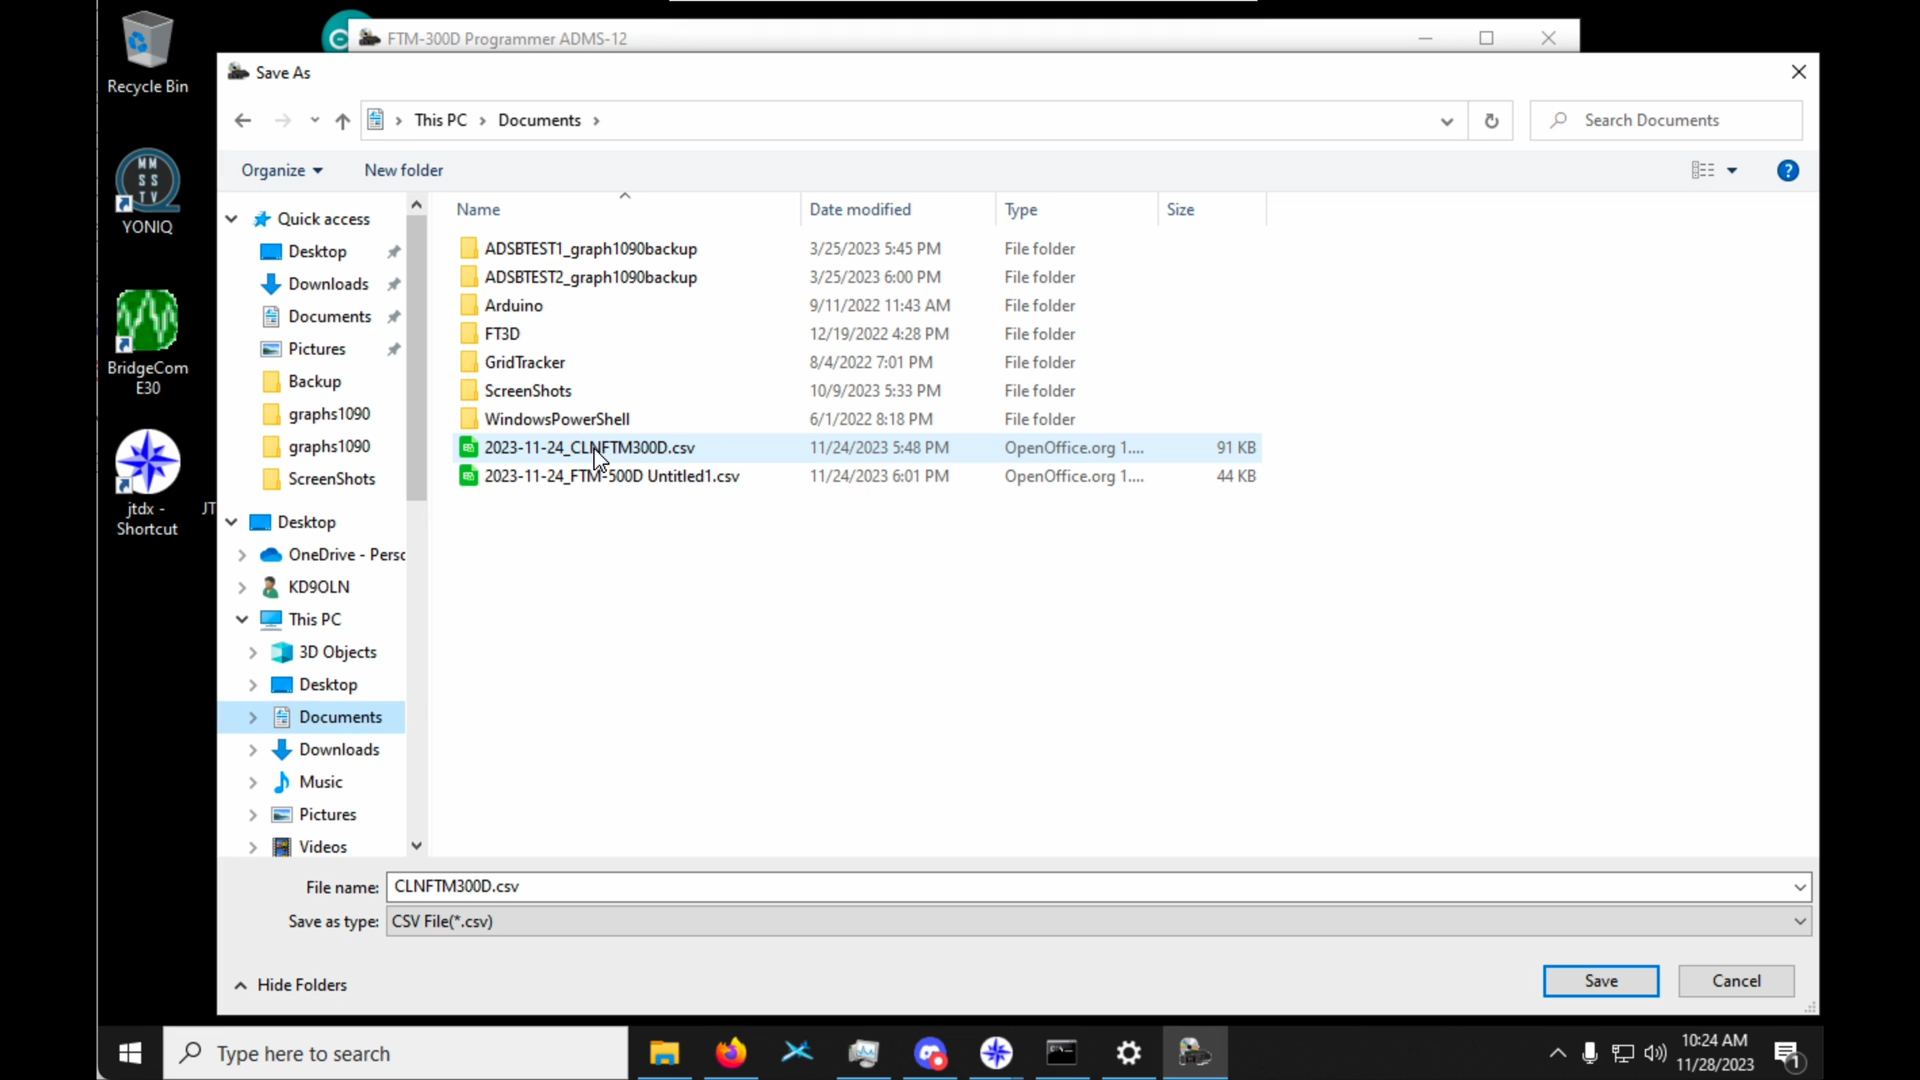 Recycle Bin
FTM-300D Programmer ADMS-12
Save As
This PC
Documents
Search Documents
Organize
New folder
Name
Date modified
Type
Size
MM
SS
TV
YONIQ
BridgeCom
E30
jtdx -
Shortcut
JT
Quick access
Desktop
Downloads
Documents
Pictures
Backup
graphs1090
graphs1090
ScreenShots
Desktop
OneDrive - Perso
KD9OLN
This PC
3D Objects
Desktop
Documents
Downloads
Music
Pictures
Videos
ADSBTEST1_graph1090backup 3/25/2023 5:45 PM File folder
ADSBTEST2_graph1090backup 3/25/2023 6:00 PM File folder
Arduino 9/11/2022 11:43 AM File folder
FT3D 12/19/2022 4:28 PM File folder
GridTracker 8/4/2022 7:01 PM File folder
ScreenShots 10/9/2023 5:33 PM File folder
WindowsPowerShell 6/1/2022 8:18 PM File folder
2023-11-24_CLNFTM300D.csv 11/24/2023 5:48 PM OpenOffice.org 1.... 91 KB
2023-11-24_FTM-500D Untitled1.csv 11/24/2023 6:01 PM OpenOffice.org 1.... 44 KB
File name: CLNFTM300D.csv
Save as type: CSV File(*.csv)
Hide Folders
Save
Cancel
Type here to search
10:24 AM
11/28/2023
1